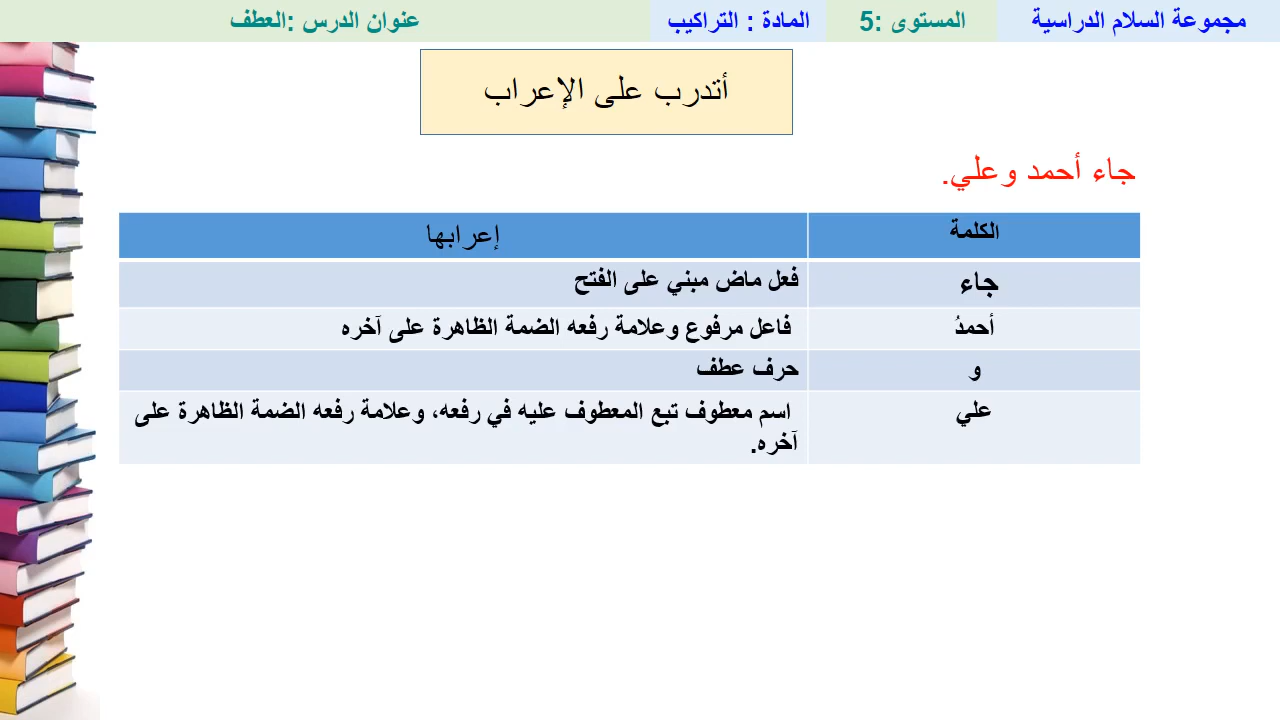 مجموعة السلام الدراسية
المستوى :5
المادة : التراكيب
عنوان الدرس :العطف
أتدرب على الإعراب
جاء أحمد وعلي.
الكلمة
إعرابها
جاء
فعل ماض مبني على الفتح
أحمدُ
فاعل مرفوع وعلامة رفعه الضمة الظاهرة على آخره
و
حرف عطف
علي
اسم معطوف تبع المعطوف عليه في رفعه، وعلامة رفعه الضمة الظاهرة على
آخره.